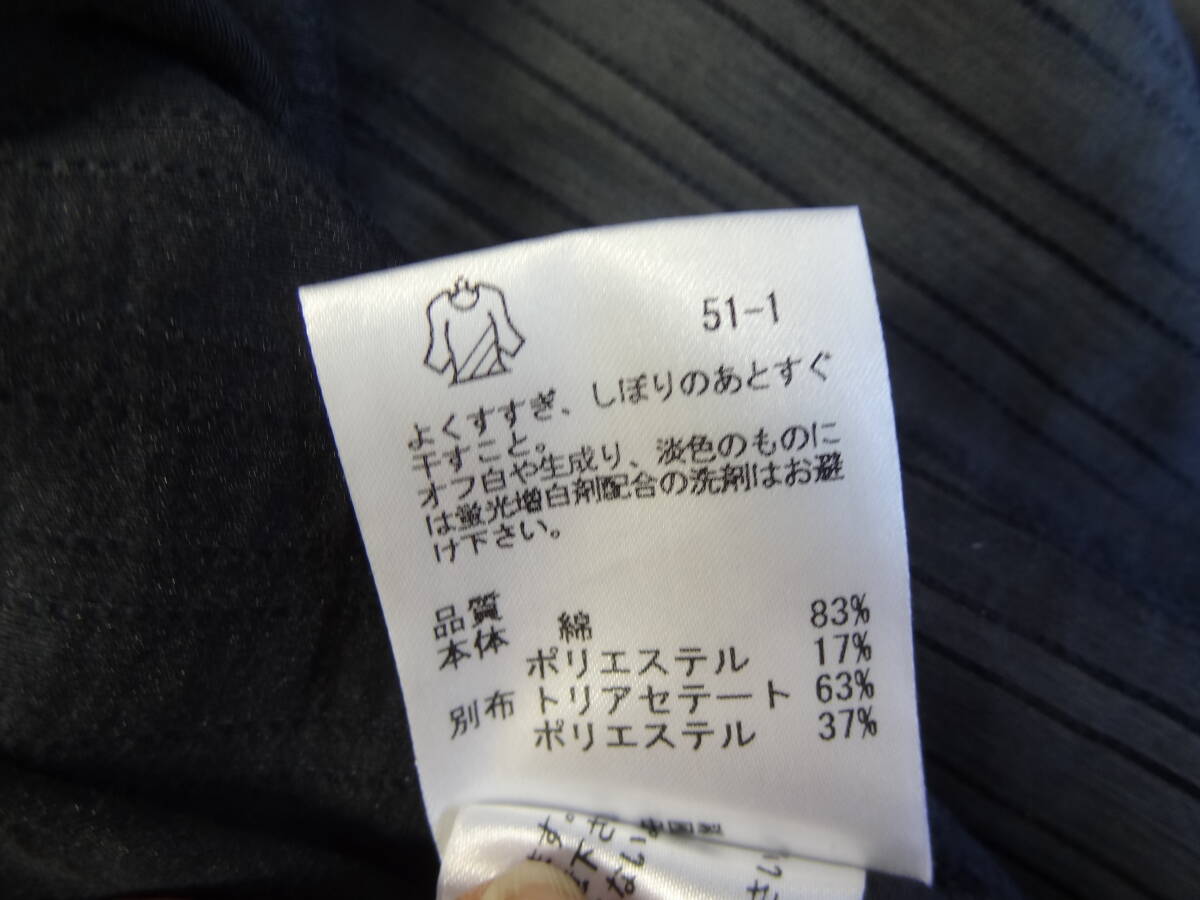 51-1
よくすすぎ、しぼりのあとすぐ
干すこと。
オフ白や生成り、淡色のものに
は蛍光増白剤配合の洗剤はお避
け下さい。
品質
本体 綿 83%
ポリエステル 17%
別布 トリアセテート 63%
ポリエステル 37%
中国製